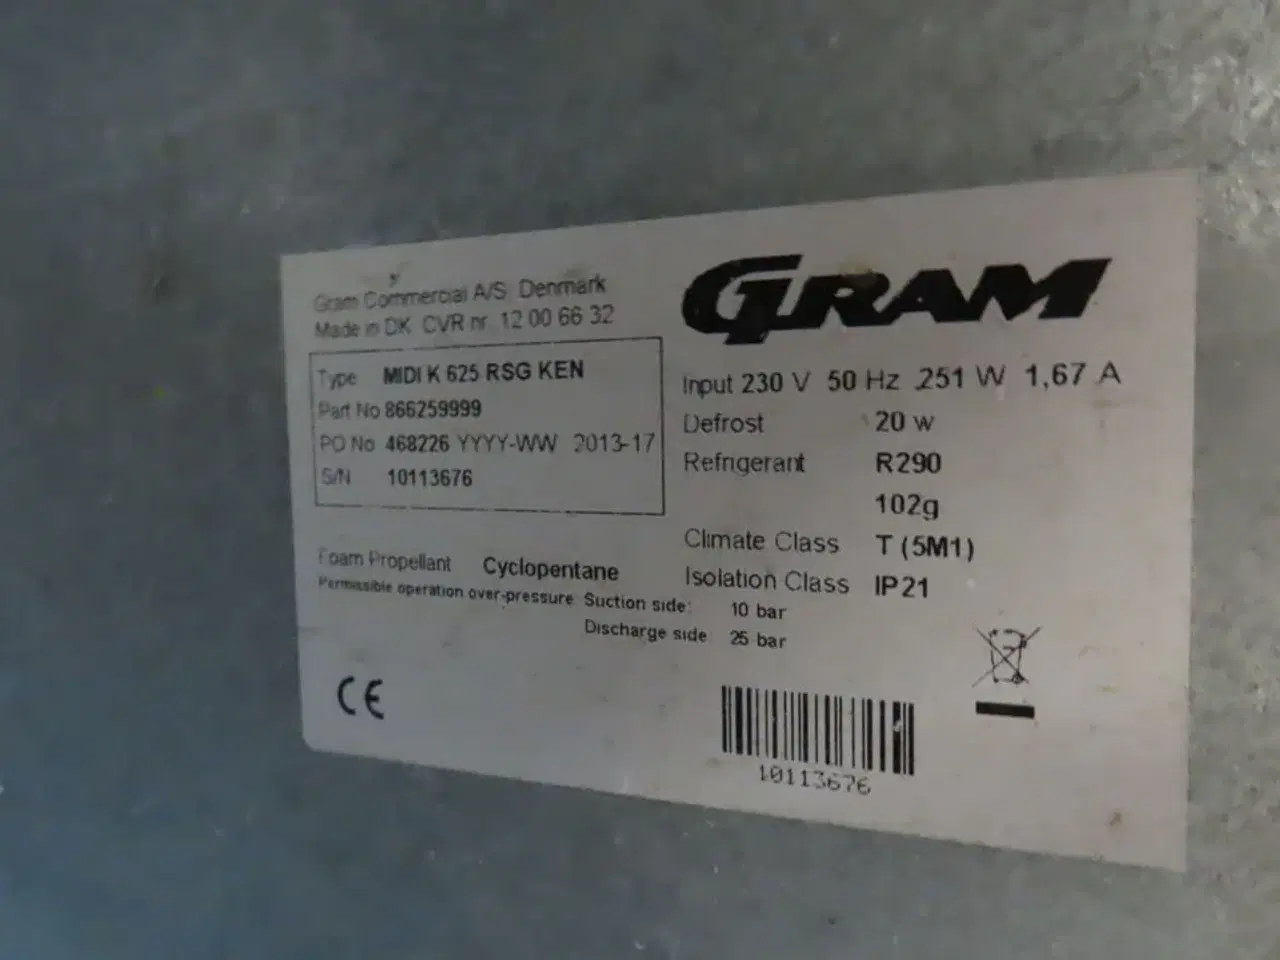 Gram Commercial A/S Denmark
Made in DK CVR nr. 12 00 66 32
Type MIDI K 625 RSG KEN
Part No 866259999
PO No 468226 YYYY-WW 2013-17
S/N 10113676
Foam Propellant Cyclopentane
Permissible operation over-pressure Suction side: 10 bar
Discharge side: 25 bar
CE
GRAM
Input 230 V 50 Hz 251 W 1,67 A
Defrost 20 w
Refrigerant R290
102g
Climate Class T (5M1)
Isolation Class IP21
10113676